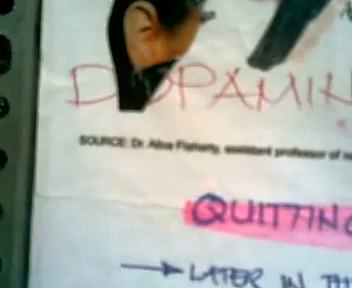 DOPAMIN
SOURCE: Dr. Alice Flaherty, assistant professor of n
QUITTING
LATER IN TH